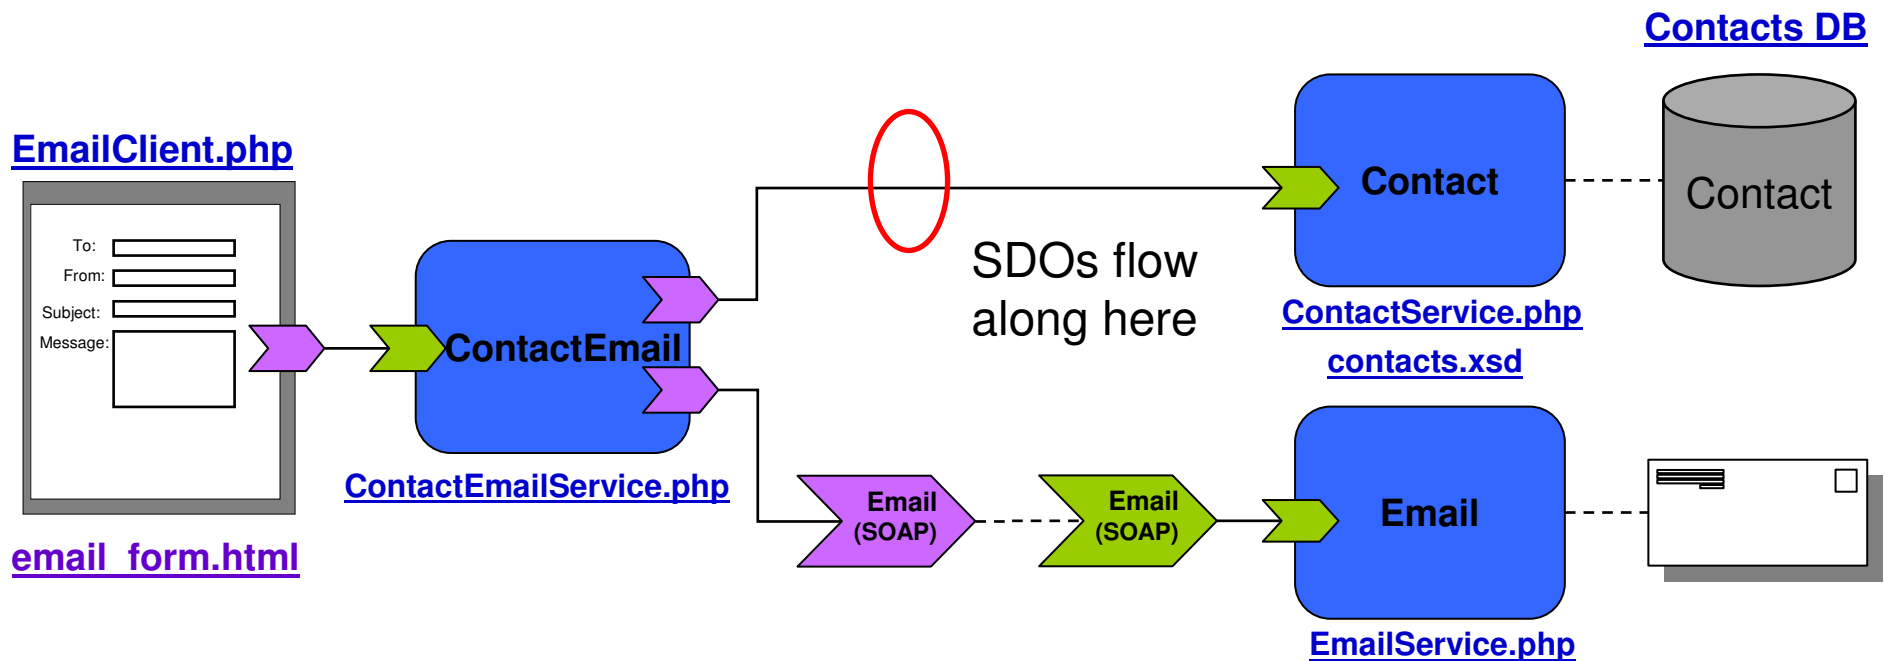 Contacts DB
EmailClient.php
To:
From:
Subject:
Message:
ContactEmail
ContactEmailService.php
email_form.html
SDOs flow
along here
Contact
Contact
ContactService.php
contacts.xsd
Email
(SOAP)
Email
(SOAP)
Email
EmailService.php